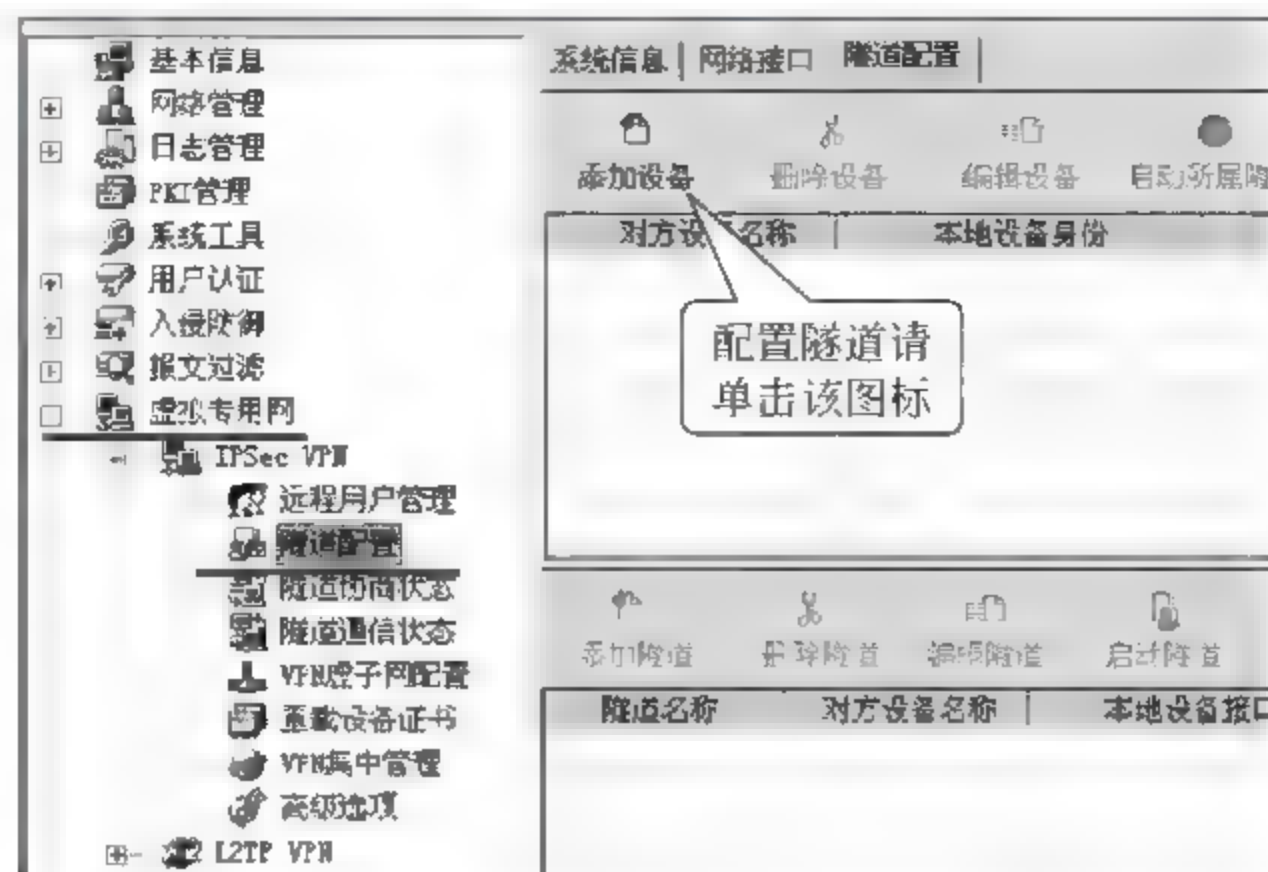 基本信息
网络管理
日志管理
PKI管理
系统工具
用户认证
入侵防御
报文过滤
虚拟专用网
IPSec VPN
远程用户管理
隧道配置
隧道协商状态
隧道通信状态
VPN虚子网配置
重载设备证书
VPN集中管理
高级选项
L2TP VPN
系统信息 网络接口 隧道配置
添加设备 删除设备 编辑设备 启动所属隧
对方设 名称 本地设备身份
配置隧道请
单击该图标
添加隧道 删除隧道 编辑隧道 启动隧道
隧道名称 对方设备名称 本地设备接口